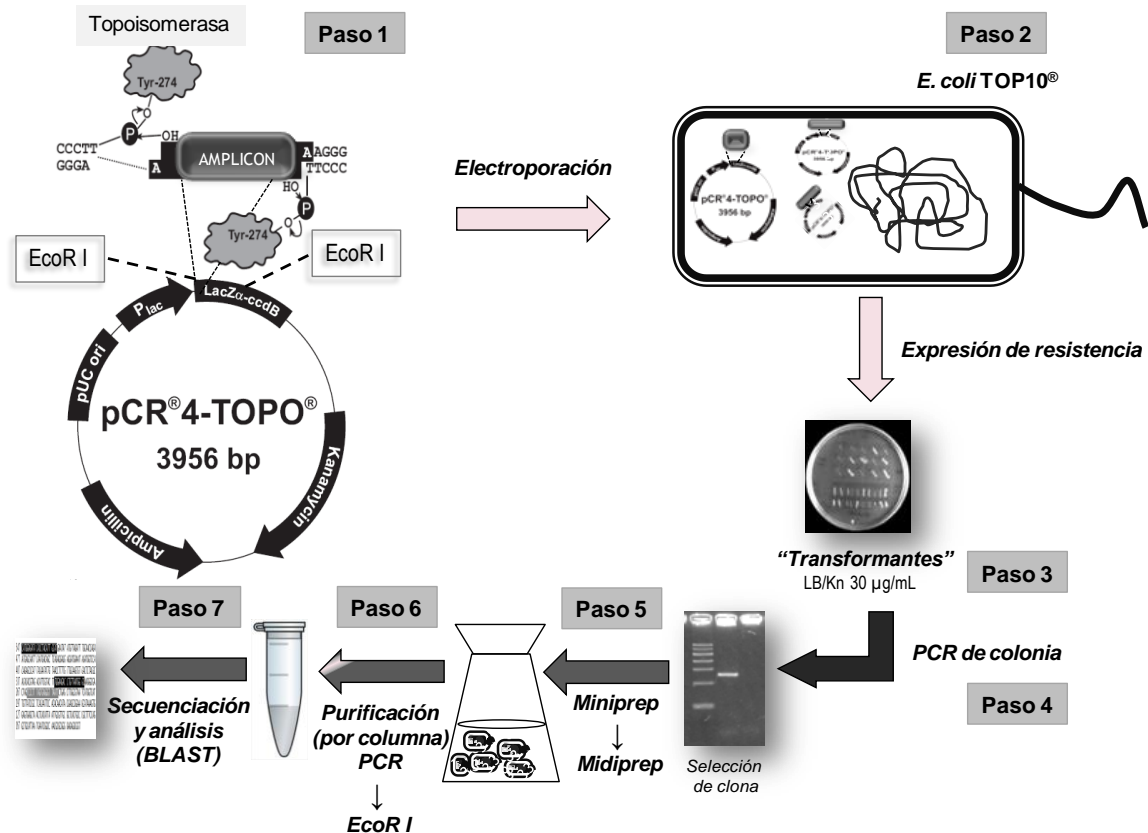 Topoisomerasa
Paso 1
Tyr-274
O
P
OH
CCCTT
GGGA
A
AMPLICON
A
AGGG
TTCCC
HO
P
O
Tyr-274
EcoR I
EcoR I
Plac
LacZα-ccdB
pUC ori
pCR®4-TOPO®
3956 bp
Kanamycin
Ampicillin
Electroporación
Paso 2
E. coli TOP10®
pCR®4-TOPO®
3956 bp
Expresión de resistencia
“Transformantes”
LB/Kn 30 µg/mL
Paso 3
PCR de colonia
Paso 4
Selección
de clona
Paso 5
Miniprep
↓
Midiprep
Paso 6
Purificación
(por columna)
PCR
↓
EcoR I
Paso 7
Secuenciación
y análisis
(BLAST)